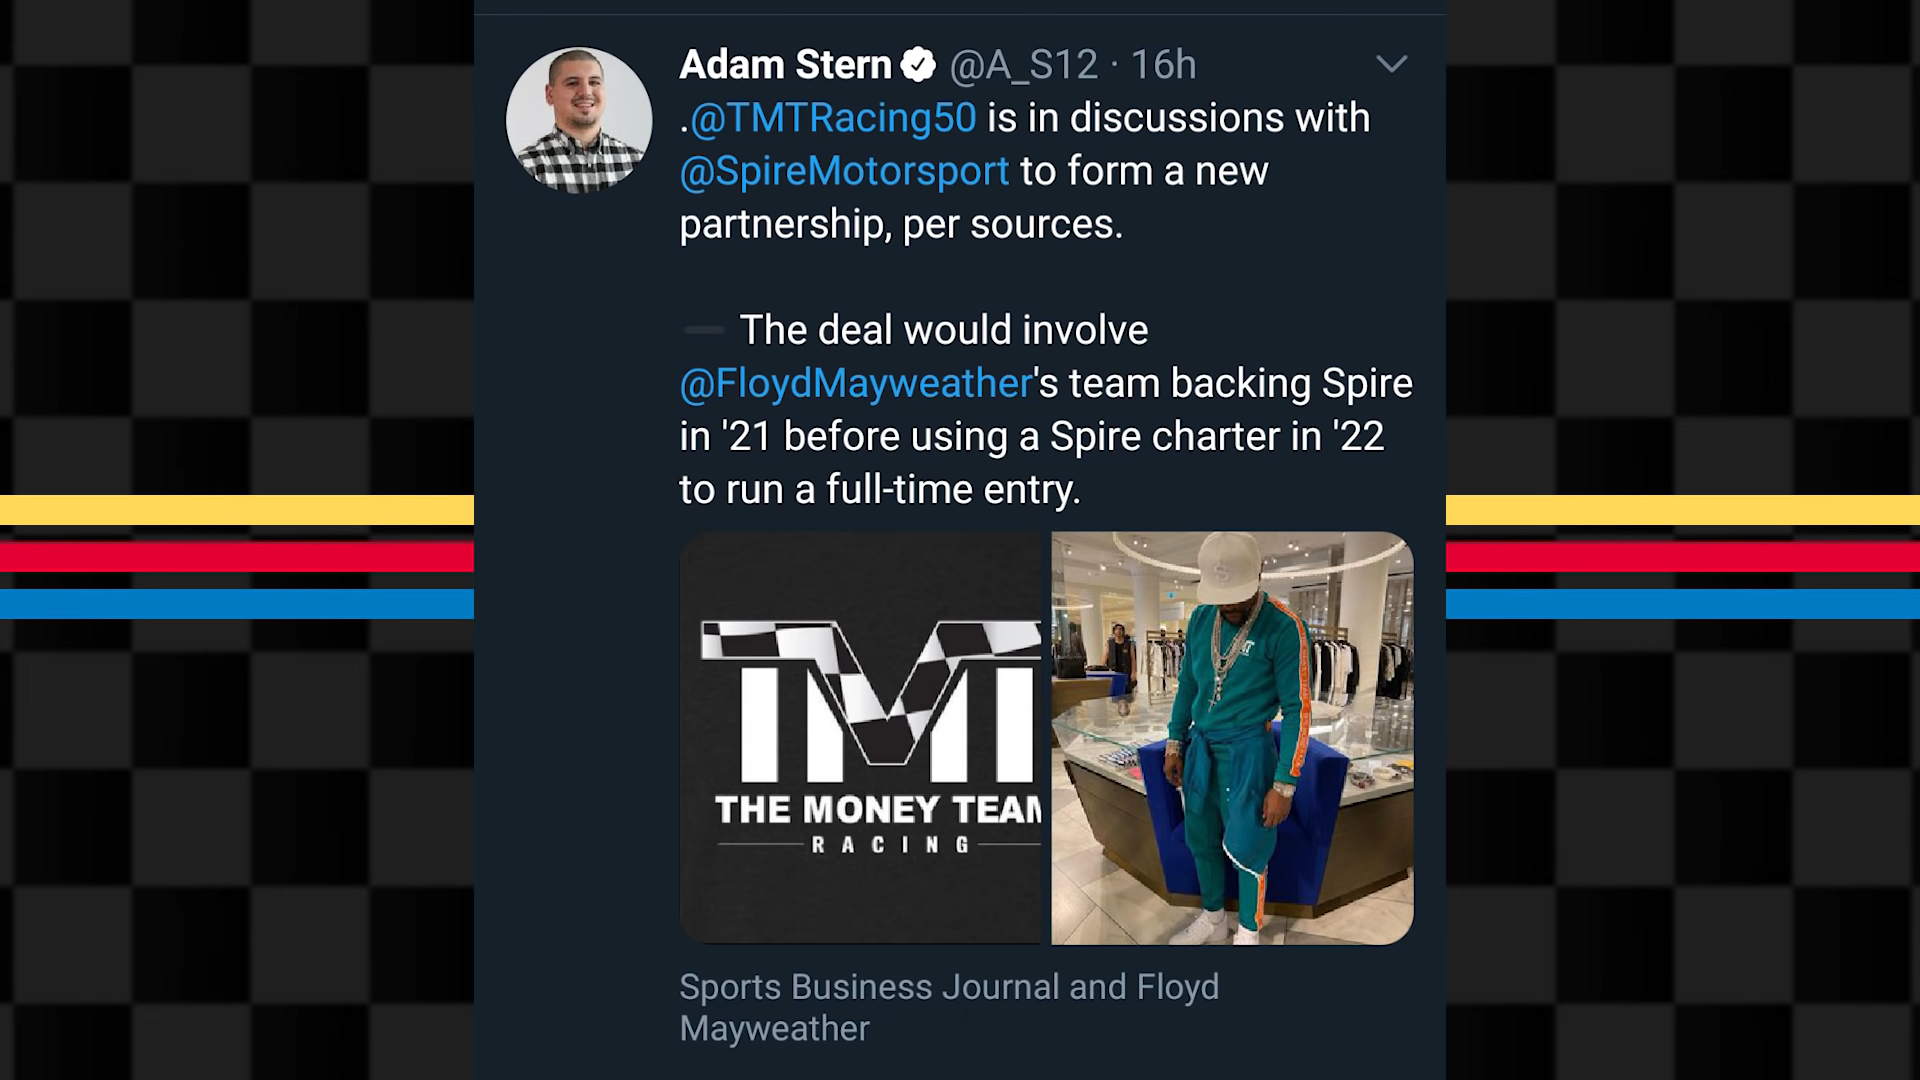 Adam Stern @A_S12 · 16h
.@TMTRacing50 is in discussions with
@SpireMotorsport to form a new
partnership, per sources.
The deal would involve
@FloydMayweather's team backing Spire
in '21 before using a Spire charter in '22
to run a full-time entry.
TMT
THE MONEY TEAM
RACING
Sports Business Journal and Floyd
Mayweather